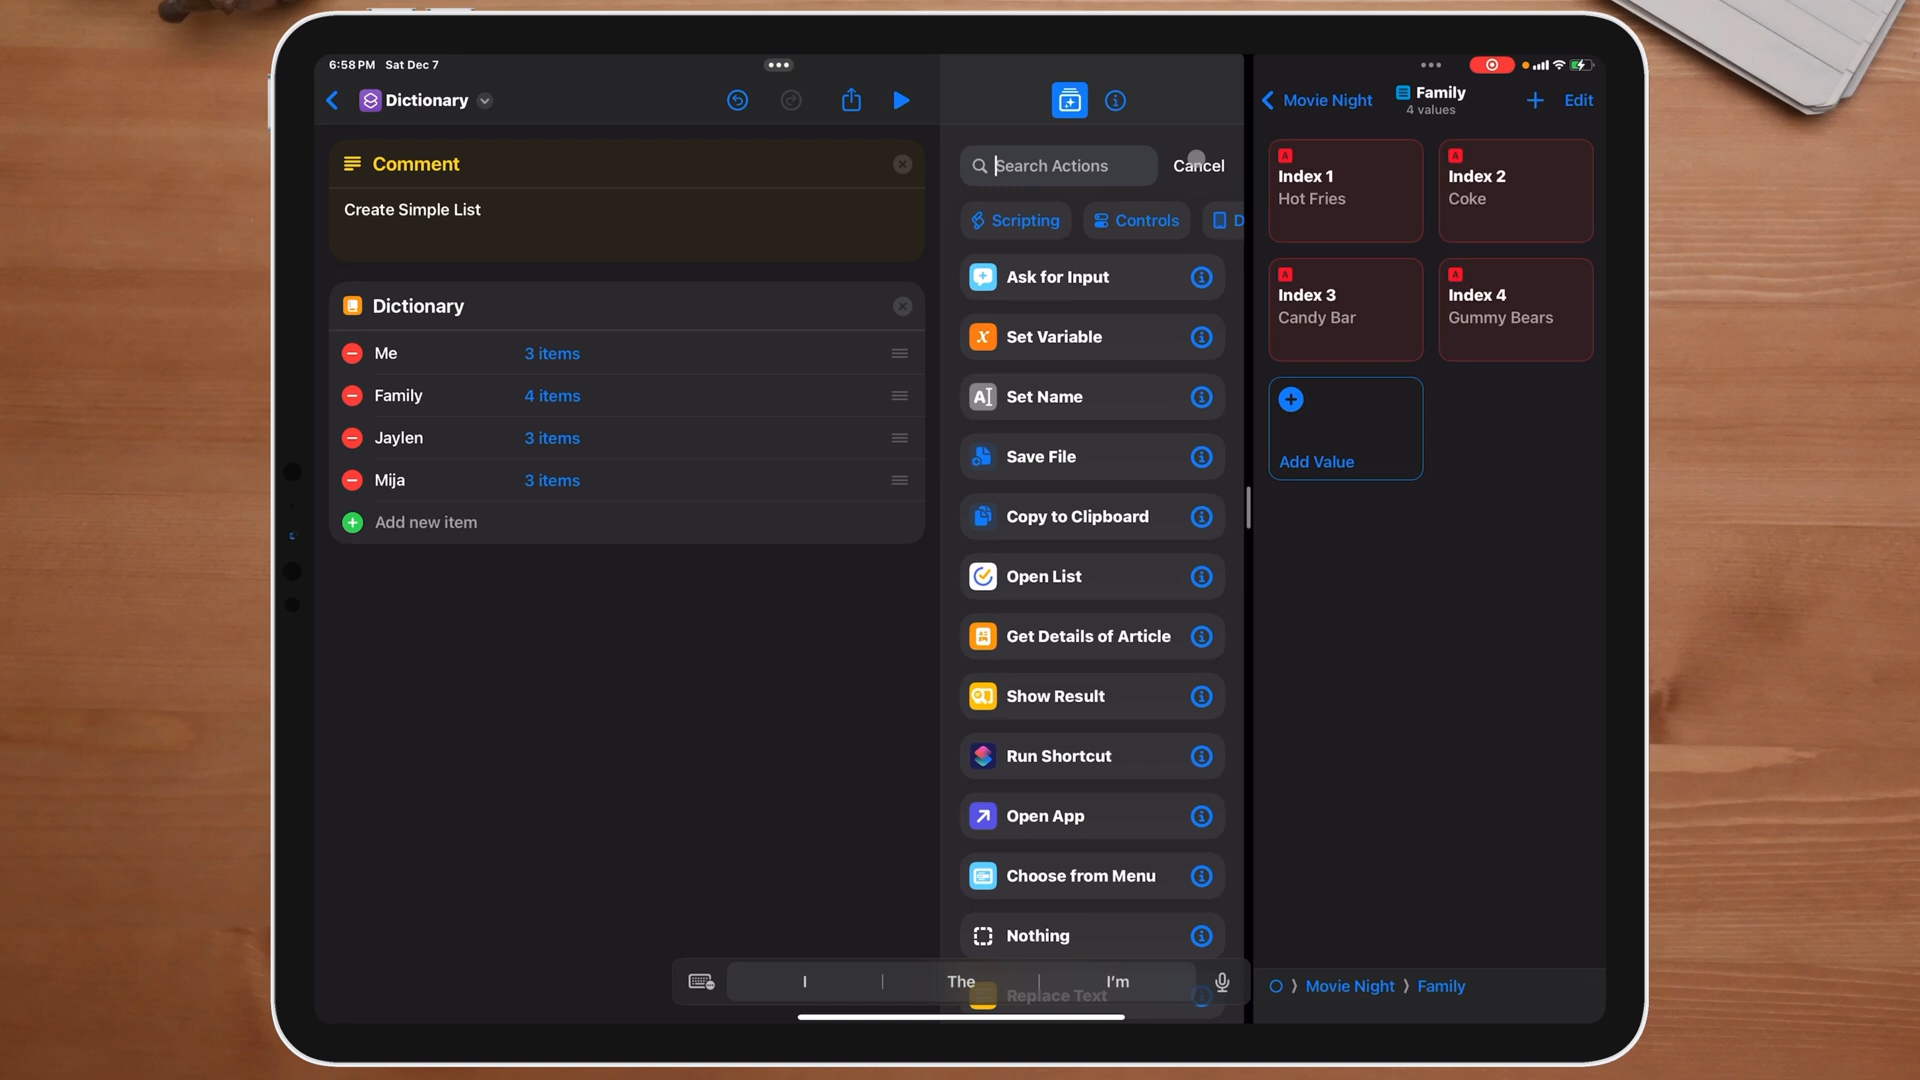 6:58 PM Sat Dec 7
Dictionary
Comment
Create Simple List
Dictionary
Me 3 items
Family 4 items
Jaylen 3 items
Mija 3 items
Add new item
Search Actions
Cancel
Scripting
Controls
D
Ask for Input
Set Variable
Set Name
Save File
Copy to Clipboard
Open List
Get Details of Article
Show Result
Run Shortcut
Open App
Choose from Menu
Nothing
Replace Text
I
The
I'm
Movie Night
Family
4 values
Edit
Index 1
Hot Fries
Index 2
Coke
Index 3
Candy Bar
Index 4
Gummy Bears
Add Value
Movie Night
Family